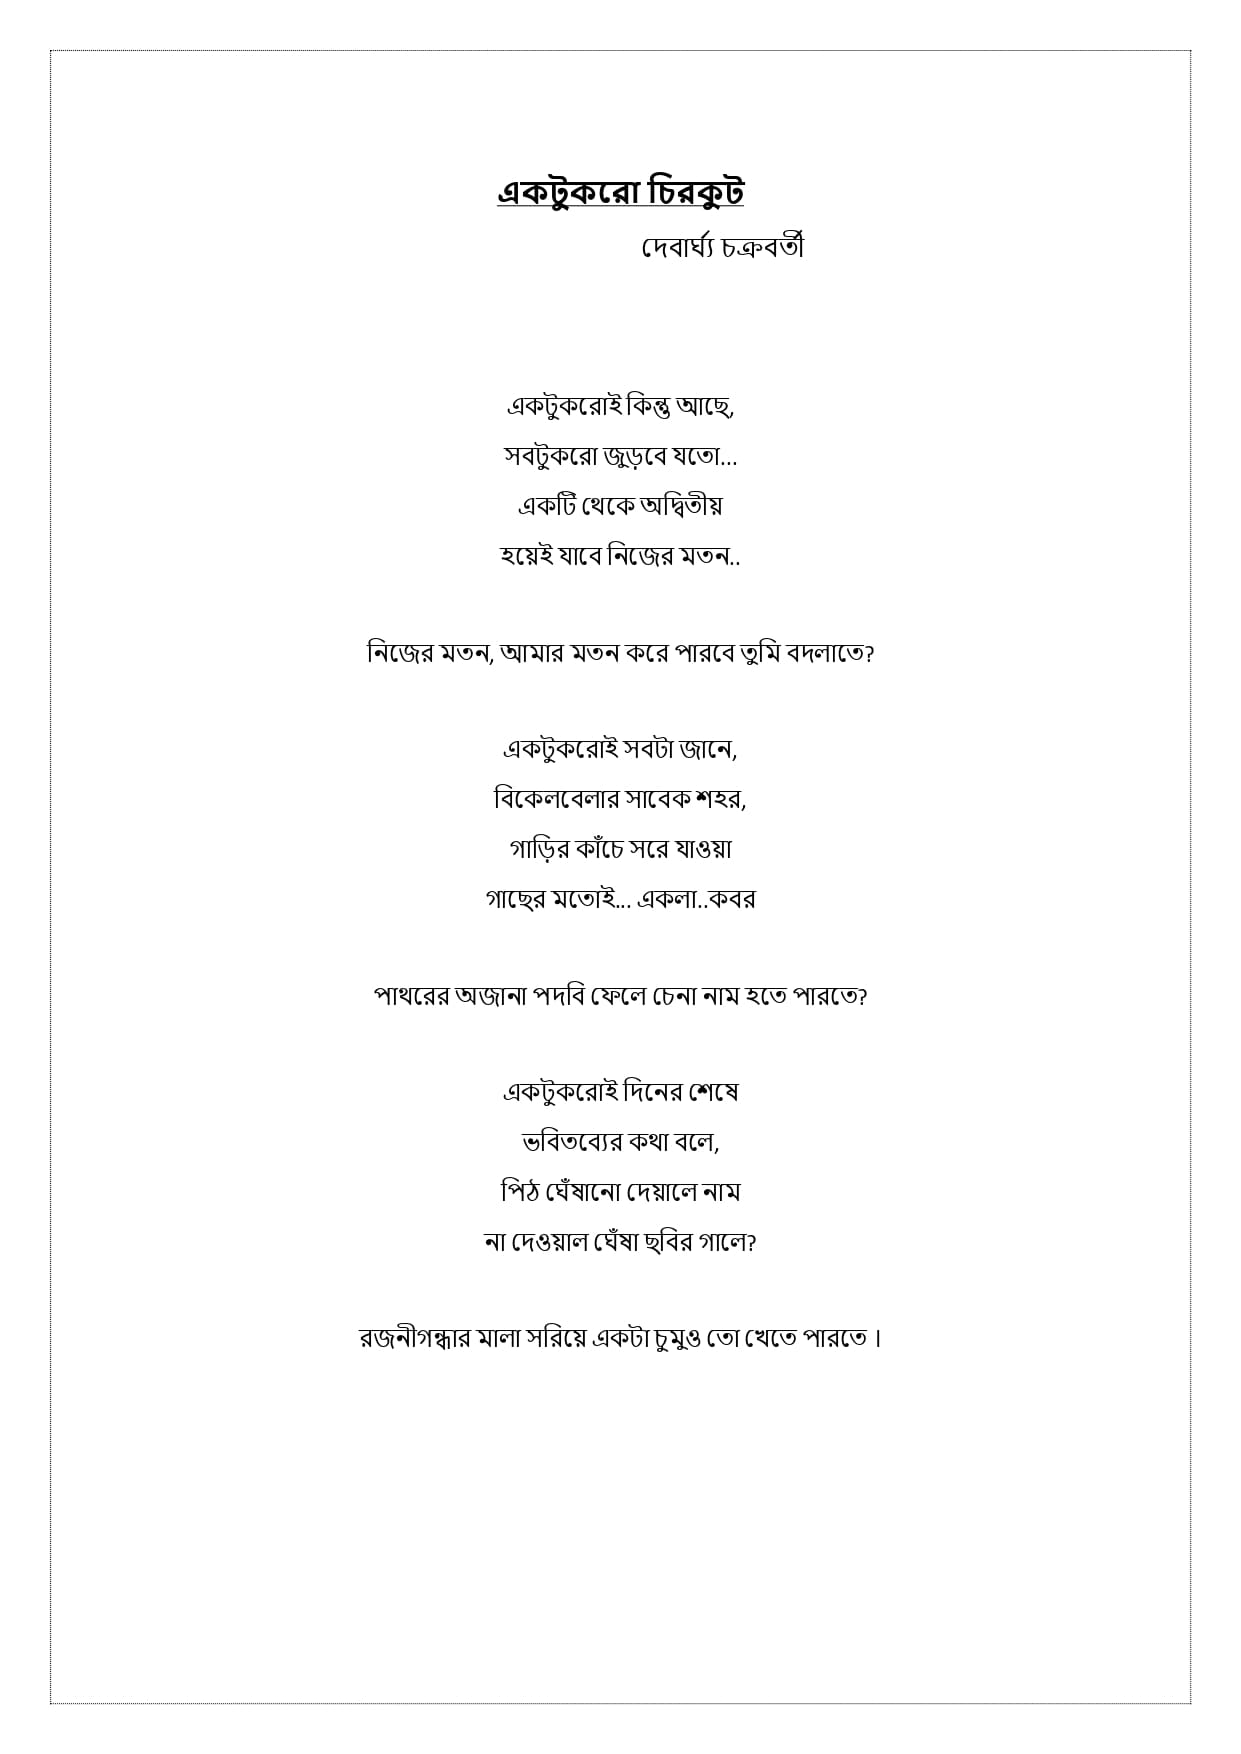 একটুকরো চিরকুট
দেবার্ঘ্য চক্রবর্তী
একটুকরোই কিন্তু আছে,
সবটুকরো জুড়বে যতো...
একটি থেকে অদ্বিতীয়
হয়েই যাবে নিজের মতন..
নিজের মতন, আমার মতন করে পারবে তুমি বদলাতে?
একটুকরোই সবটা জানে,
বিকেলবেলার সাবেক শহর,
গাড়ির কাঁচে সরে যাওয়া
গাছের মতোই... একলা..কবর
পাথরের অজানা পদবি ফেলে চেনা নাম হতে পারতে?
একটুকরোই দিনের শেষে
ভবিতব্যের কথা বলে,
পিঠ ঘেঁষানো দেয়ালে নাম
না দেওয়াল ঘেঁষা ছবির গালে?
রজনীগন্ধার মালা সরিয়ে একটা চুমুও তো খেতে পারতে ।